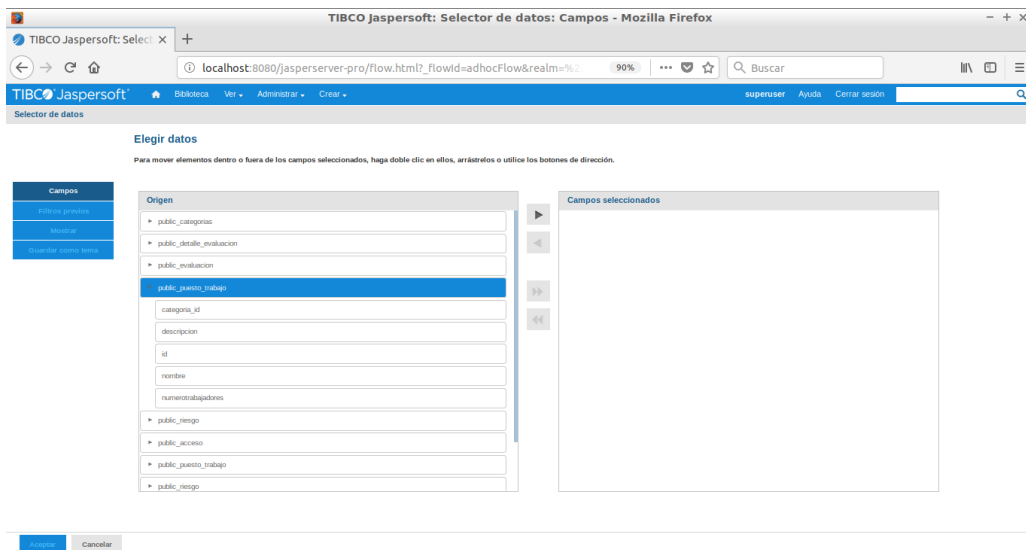 TIBCO Jaspersoft: Selector de datos: Campos - Mozilla Firefox
TIBCO Jaspersoft: Select
localhost:8080/jasperserver-pro/flow.html?_flowId=adhocFlow&realm=%2 90% Buscar
TIBCO Jaspersoft Biblioteca Ver Administrar Crear superuser Ayuda Cerrar sesión
Selector de datos
Elegir datos
Para mover elementos dentro o fuera de los campos seleccionados, haga doble clic en ellos, arrástrelos o utilice los botones de dirección.
Campos
Filtros previos
Mostrar
Guardar como tema
Origen
public_categorias
public_detalle_evaluacion
public_evaluacion
public_puesto_trabajo
categoria_id
descripcion
id
nombre
numerotrabajadores
public_riesgo
public_acceso
public_puesto_trabajo
public_riesgo
Campos seleccionados
Aceptar Cancelar